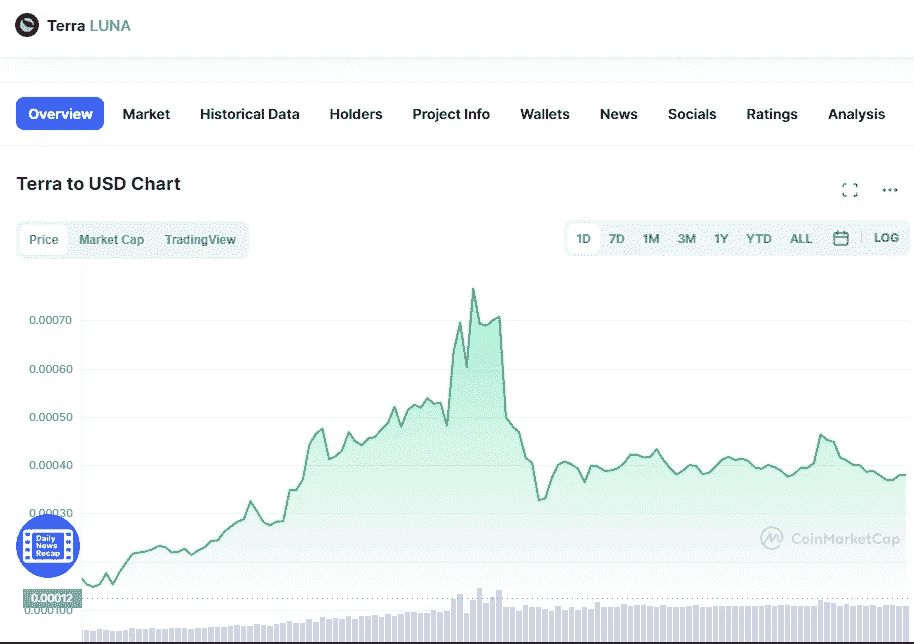 Terra LUNA
Overview Market Historical Data Holders Project Info Wallets News Socials Ratings Analysis
Terra to USD Chart
Price Market Cap TradingView 1D 7D 1M 3M 1Y YTD ALL LOG
0.00070
0.00060
0.00050
0.00040
0.00030
Daily
News
Recap
CoinMarketCap
0.00012
0.000100